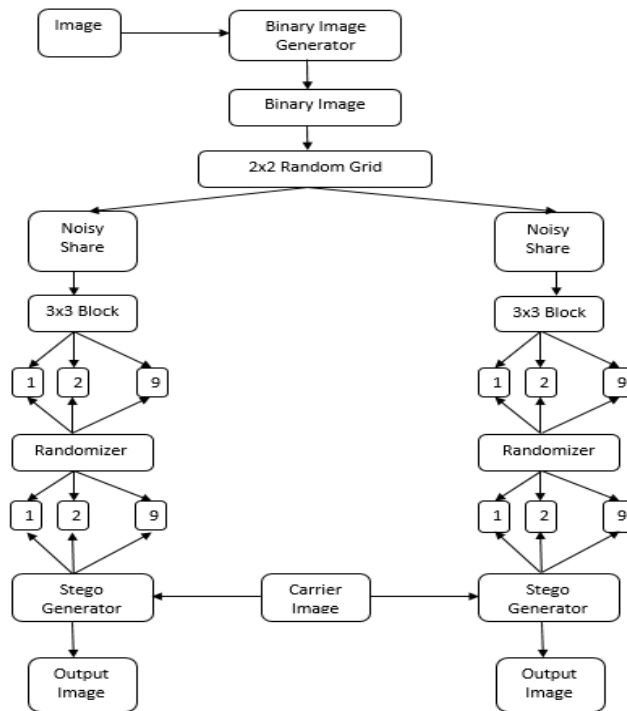 Image
Binary Image
Generator
Binary Image
2x2 Random Grid
Noisy
Share
Noisy
Share
3x3 Block
3x3 Block
1 2 9
1 2 9
Randomizer
Randomizer
1 2 9
1 2 9
Stego
Generator
Carrier
Image
Stego
Generator
Output
Image
Output
Image